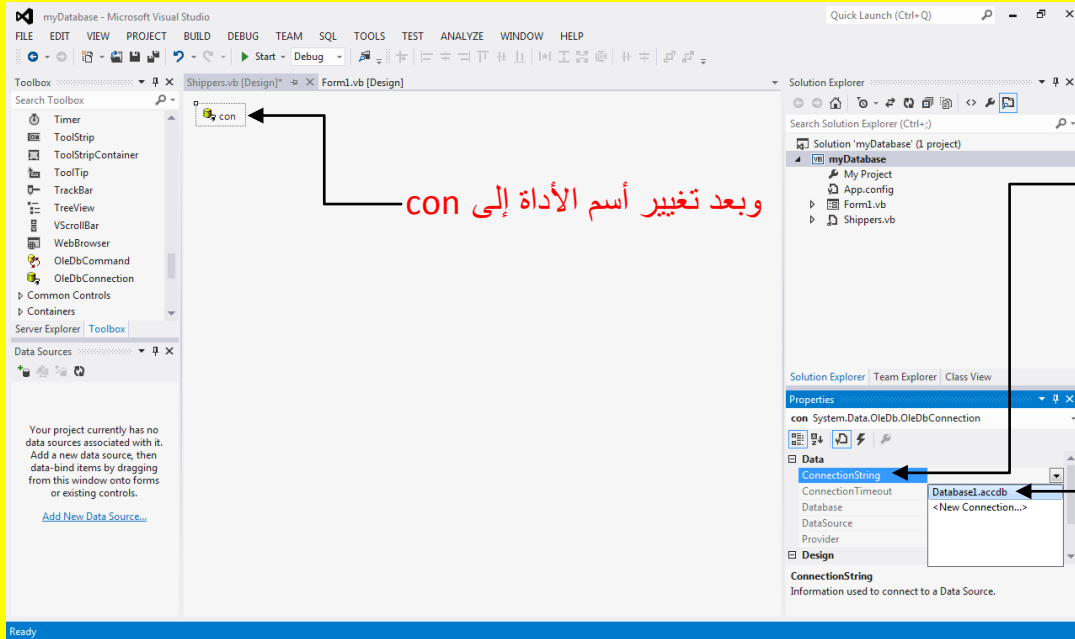 myDatabase - Microsoft Visual Studio
Quick Launch (Ctrl+Q)
FILE EDIT VIEW PROJECT BUILD DEBUG TEAM SQL TOOLS TEST ANALYZE WINDOW HELP
Start Debug
Toolbox
Search Toolbox
Timer
ToolStrip
ToolStripContainer
ToolTip
TrackBar
TreeView
VScrollBar
WebBrowser
OleDbCommand
OleDbConnection
Common Controls
Containers
Server Explorer Toolbox
Data Sources
Your project currently has no
data sources associated with it.
Add a new data source, then
data-bind items by dragging
from this window onto forms
or existing controls.
Add New Data Source...
Shippers.vb [Design]* Form1.vb [Design]
con
وبعد تغيير أسم الأداة إلى con
Solution Explorer
Search Solution Explorer (Ctrl+;)
Solution 'myDatabase' (1 project)
VB myDatabase
My Project
App.config
Form1.vb
Shippers.vb
Solution Explorer Team Explorer Class View
Properties
con System.Data.OleDb.OleDbConnection
Data
ConnectionString
ConnectionTimeout
Database
DataSource
Provider
Database1.accdb
<New Connection...>
Design
ConnectionString
Information used to connect to a Data Source.
Ready